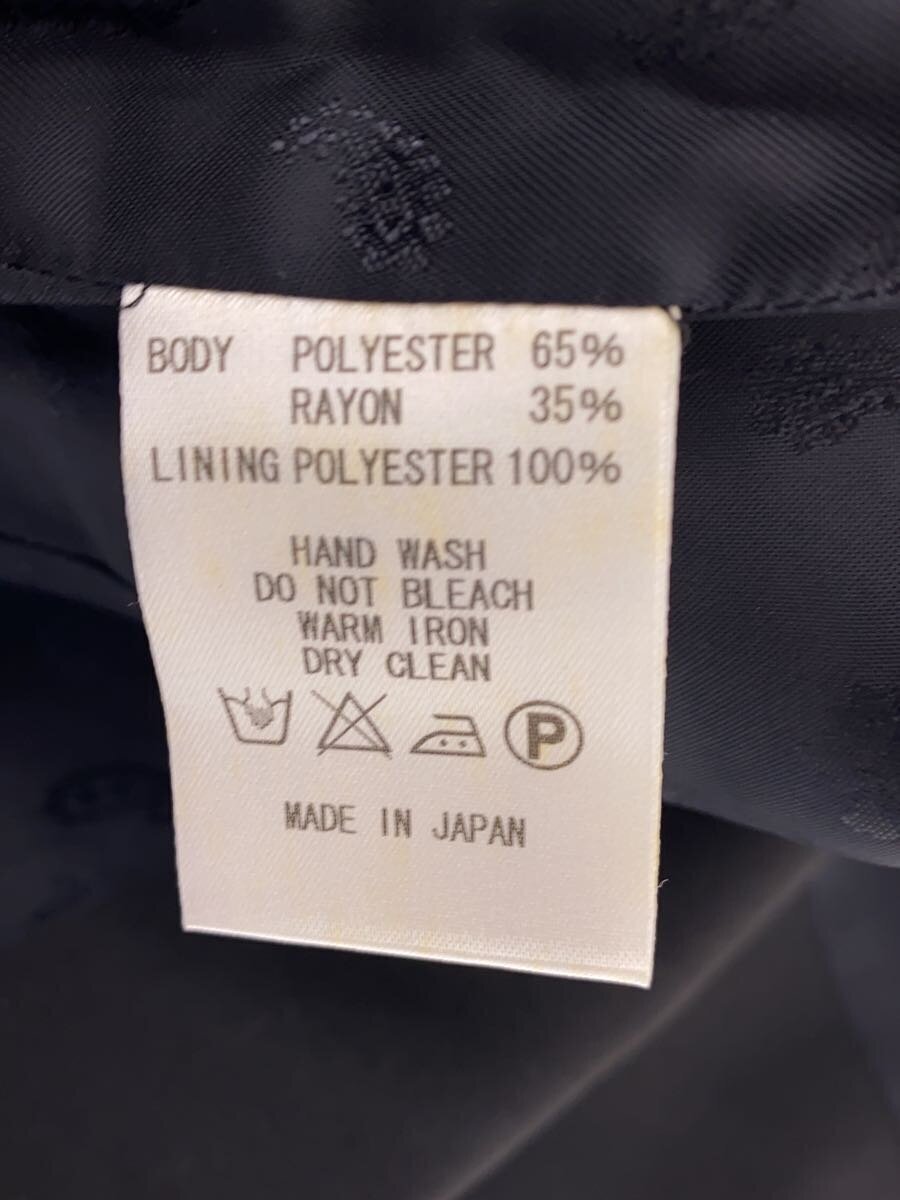 BODY POLYESTER 65%
RAYON 35%
LINING POLYESTER 100%
HAND WASH
DO NOT BLEACH
WARM IRON
DRY CLEAN
P
MADE IN JAPAN